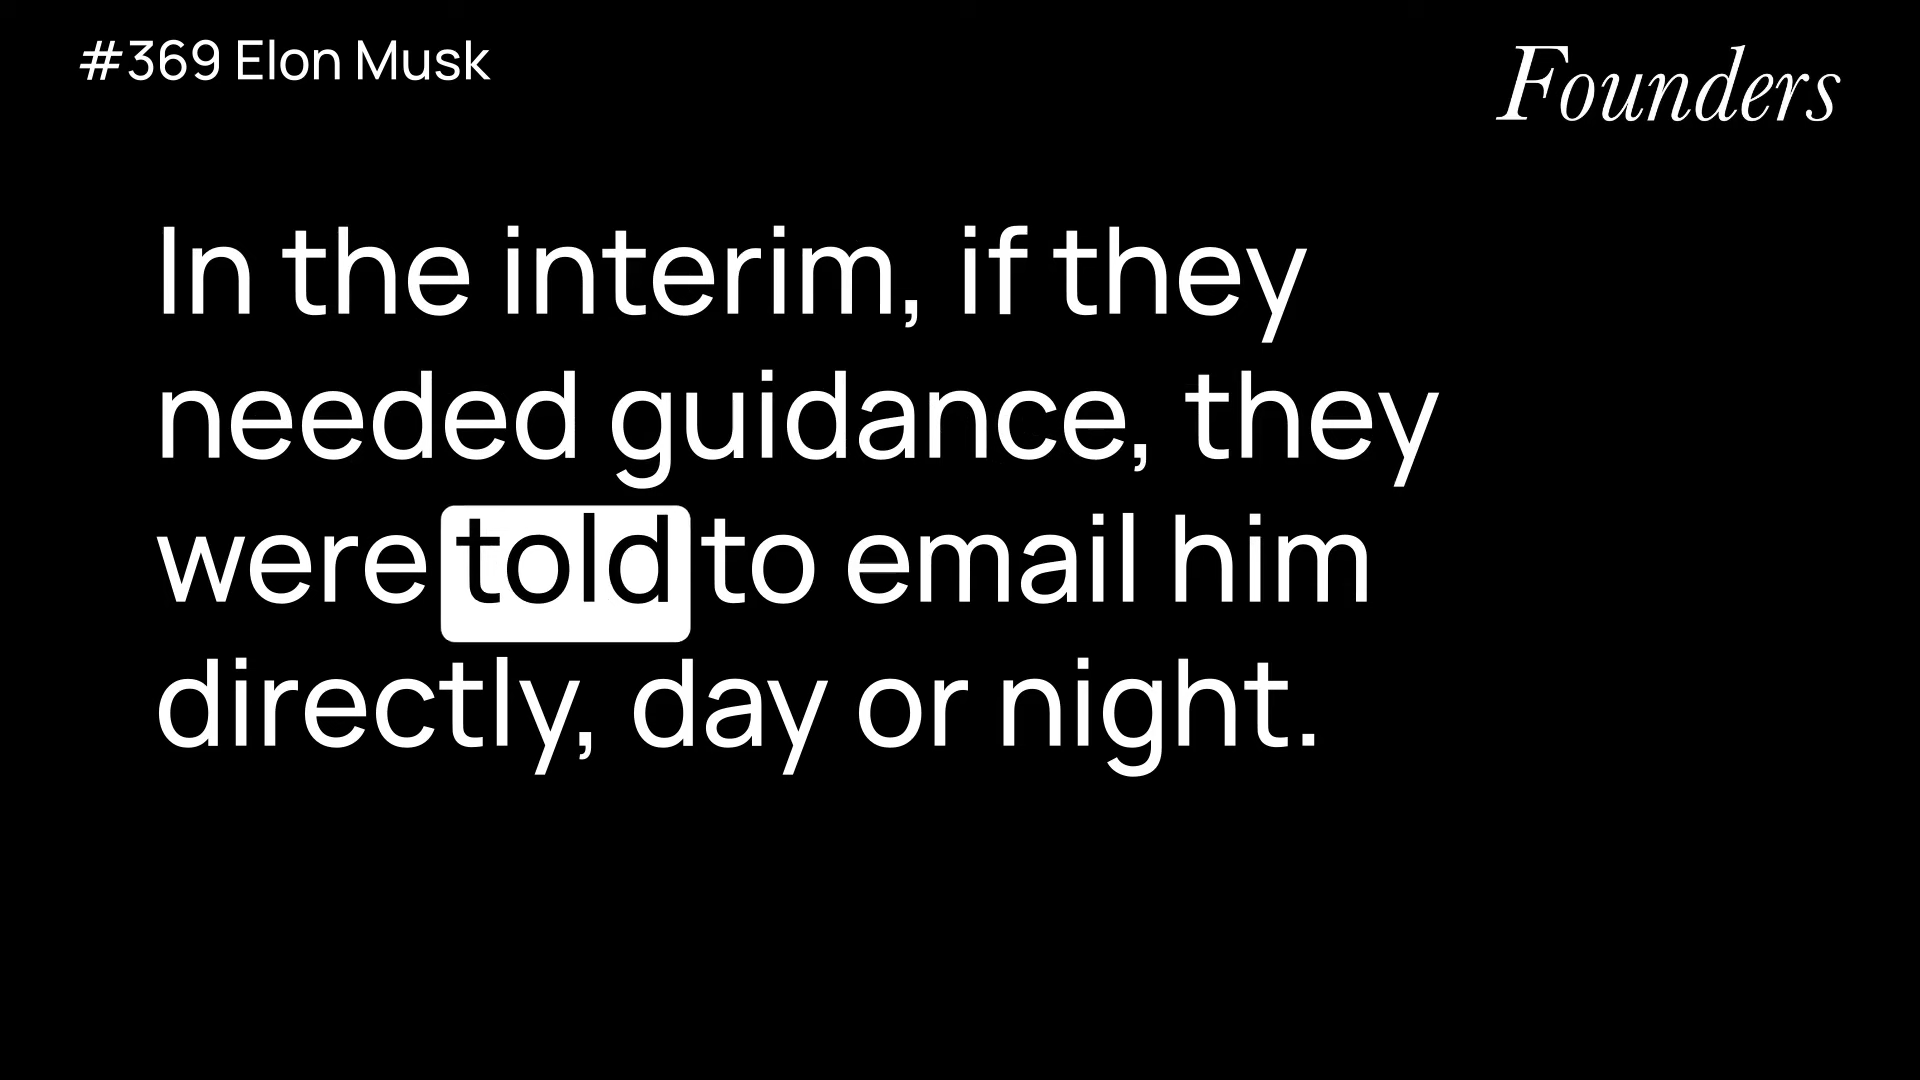 #369 Elon Musk
Founders
In the interim, if they
needed guidance, they
were told to email him
directly, day or night.